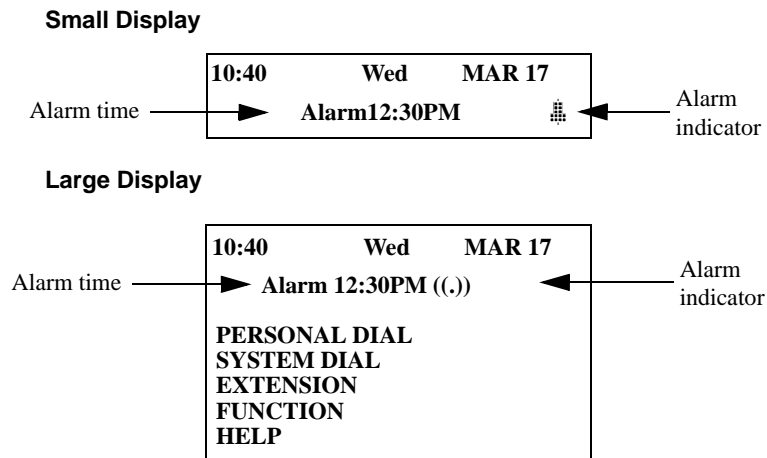 Small Display
10:40 Wed MAR 17
Alarm time Alarm12:30PM Alarm indicator
Large Display
10:40 Wed MAR 17
Alarm time Alarm 12:30PM ((.)) Alarm indicator
PERSONAL DIAL
SYSTEM DIAL
EXTENSION
FUNCTION
HELP